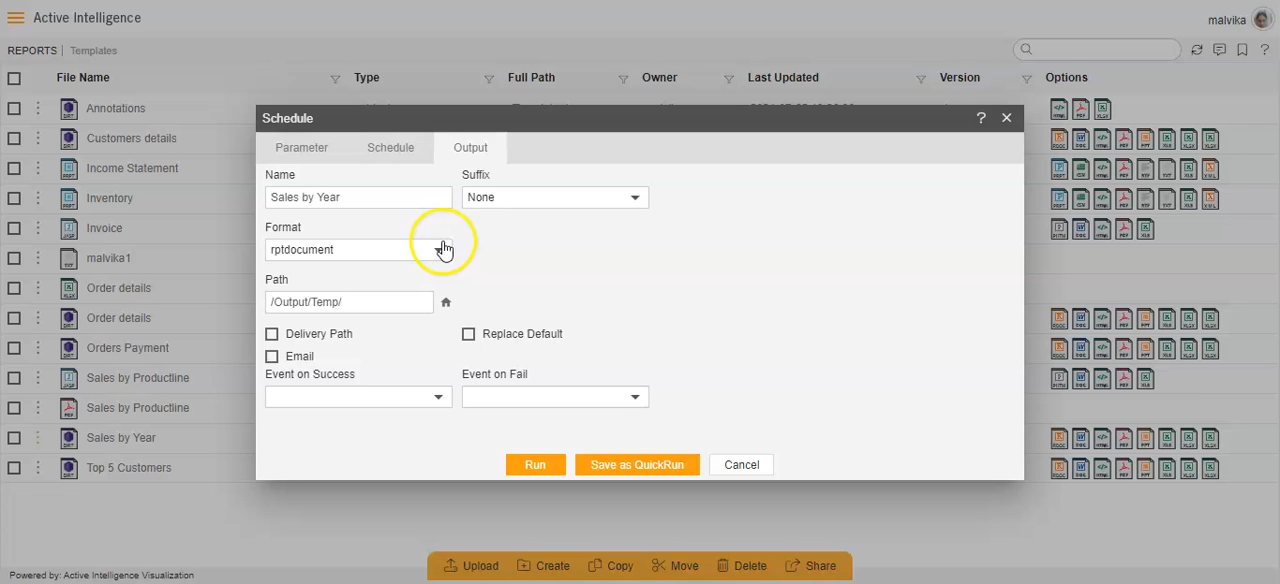 Active Intelligence
malvika
REPORTS | Templates
File Name Type Full Path Owner Last Updated Version Options
Annotations
Customers details
Income Statement
Inventory
Invoice
malvika1
Order details
Order details
Orders Payment
Sales by Productline
Sales by Productline
Sales by Year
Top 5 Customers
Schedule ?
Parameter Schedule Output
Name Suffix
Sales by Year None
Format
rptdocument
Path
/Output/Temp/
Delivery Path Replace Default
Email
Event on Success Event on Fail
Run Save as QuickRun Cancel
Upload Create Copy Move Delete Share
Powered by: Active Intelligence Visualization